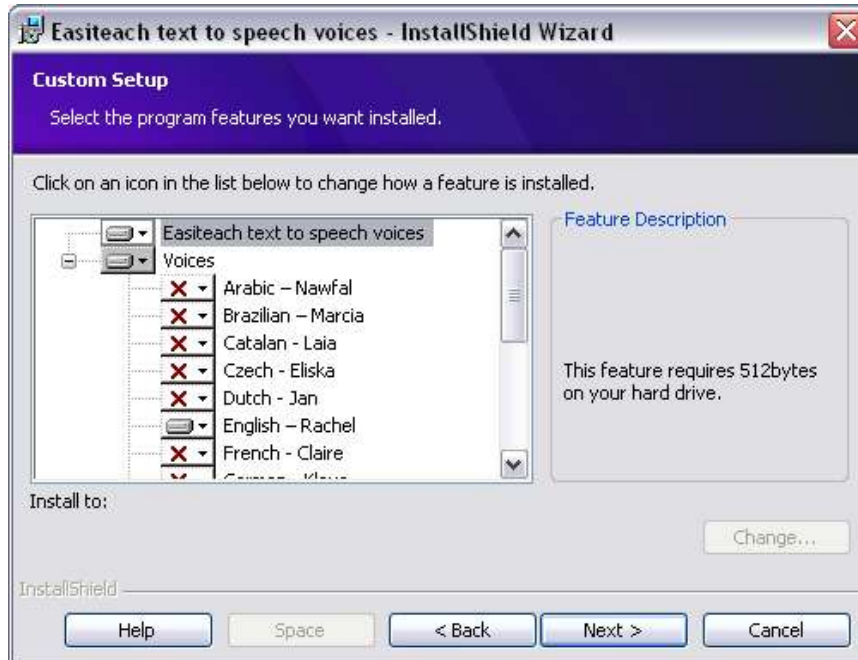 Easiteach text to speech voices - InstallShield Wizard
Custom Setup
Select the program features you want installed.
Click on an icon in the list below to change how a feature is installed.
Easiteach text to speech voices
Voices
Arabic – Nawfal
Brazilian – Marcia
Catalan - Laia
Czech - Eliska
Dutch - Jan
English – Rachel
French - Claire
Feature Description
This feature requires 512bytes
on your hard drive.
Install to:
Change...
InstallShield
Help
Space
< Back
Next >
Cancel